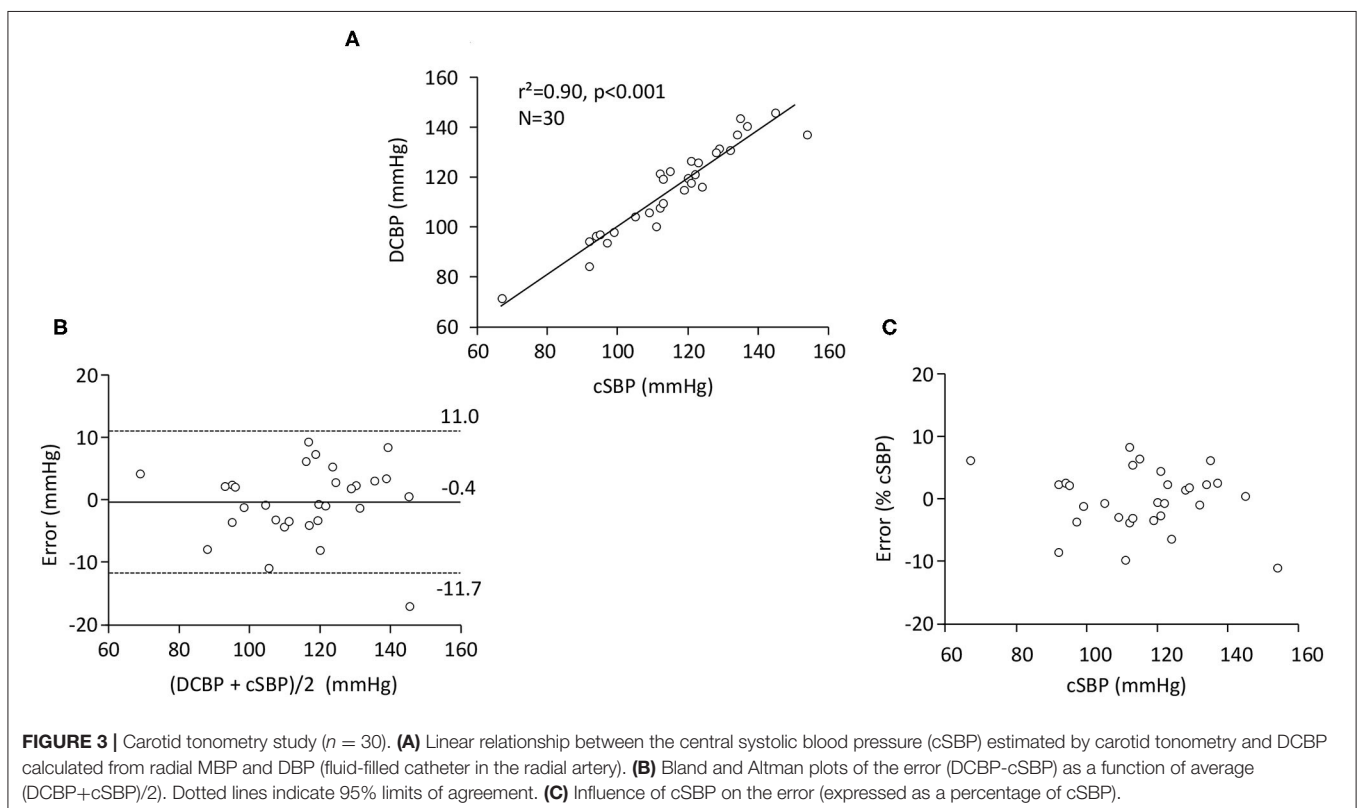 A
160
140
120
100
80
60
DCBP (mmHg)
r²=0.90, p<0.001
N=30
60 80 100 120 140 160
cSBP (mmHg)
B
20
10
0
-10
-20
Error (mmHg)
11.0
-0.4
-11.7
60 80 100 120 140 160
(DCBP + cSBP)/2 (mmHg)
C
20
10
0
-10
-20
Error (% cSBP)
60 80 100 120 140 160
cSBP (mmHg)
FIGURE 3 | Carotid tonometry study (n = 30). (A) Linear relationship between the central systolic blood pressure (cSBP) estimated by carotid tonometry and DCBP
calculated from radial MBP and DBP (fluid-filled catheter in the radial artery). (B) Bland and Altman plots of the error (DCBP-cSBP) as a function of average
(DCBP+cSBP)/2). Dotted lines indicate 95% limits of agreement. (C) Influence of cSBP on the error (expressed as a percentage of cSBP).